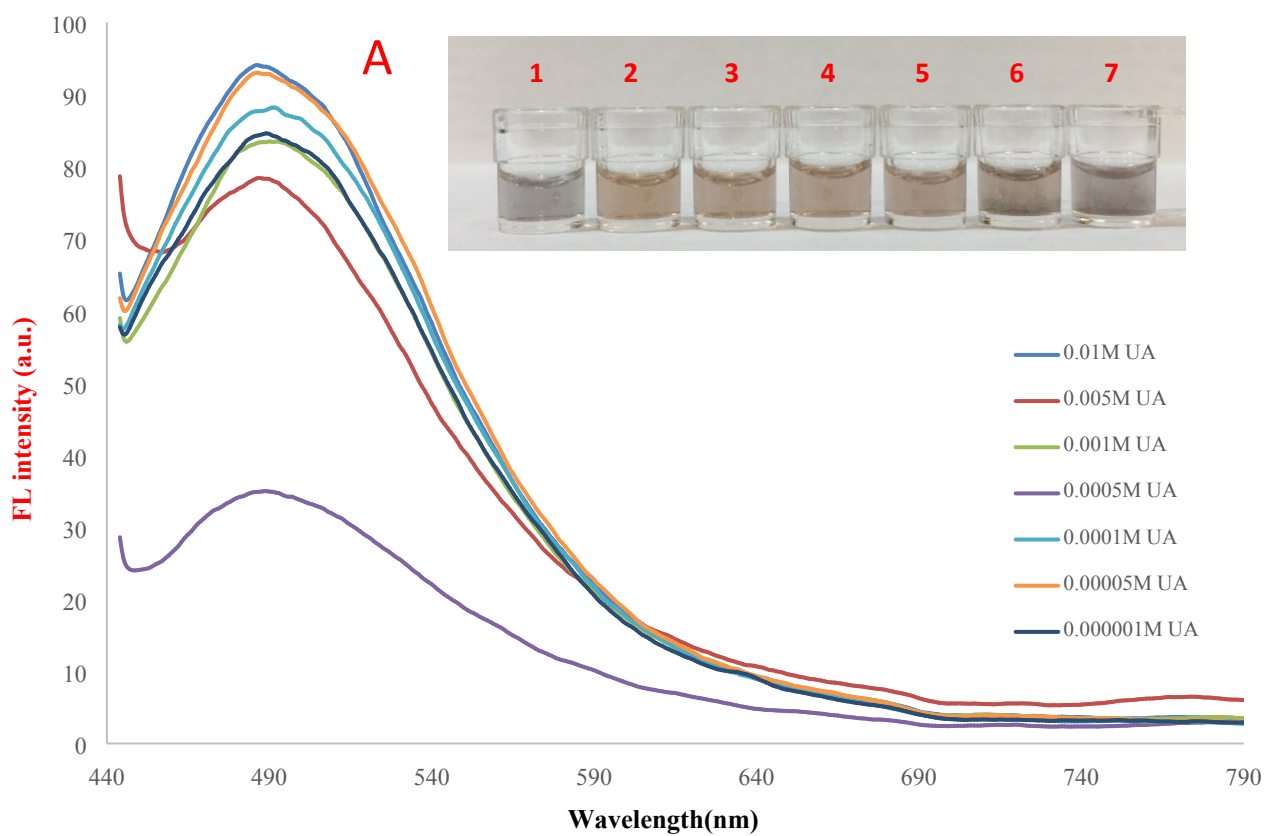 A
1 2 3 4 5 6 7
100
90
80
70
60
50
40
30
20
10
0
FL intensity (a.u.)
0.01M UA
0.005M UA
0.001M UA
0.0005M UA
0.0001M UA
0.00005M UA
0.000001M UA
440 490 540 590 640 690 740 790
Wavelength(nm)